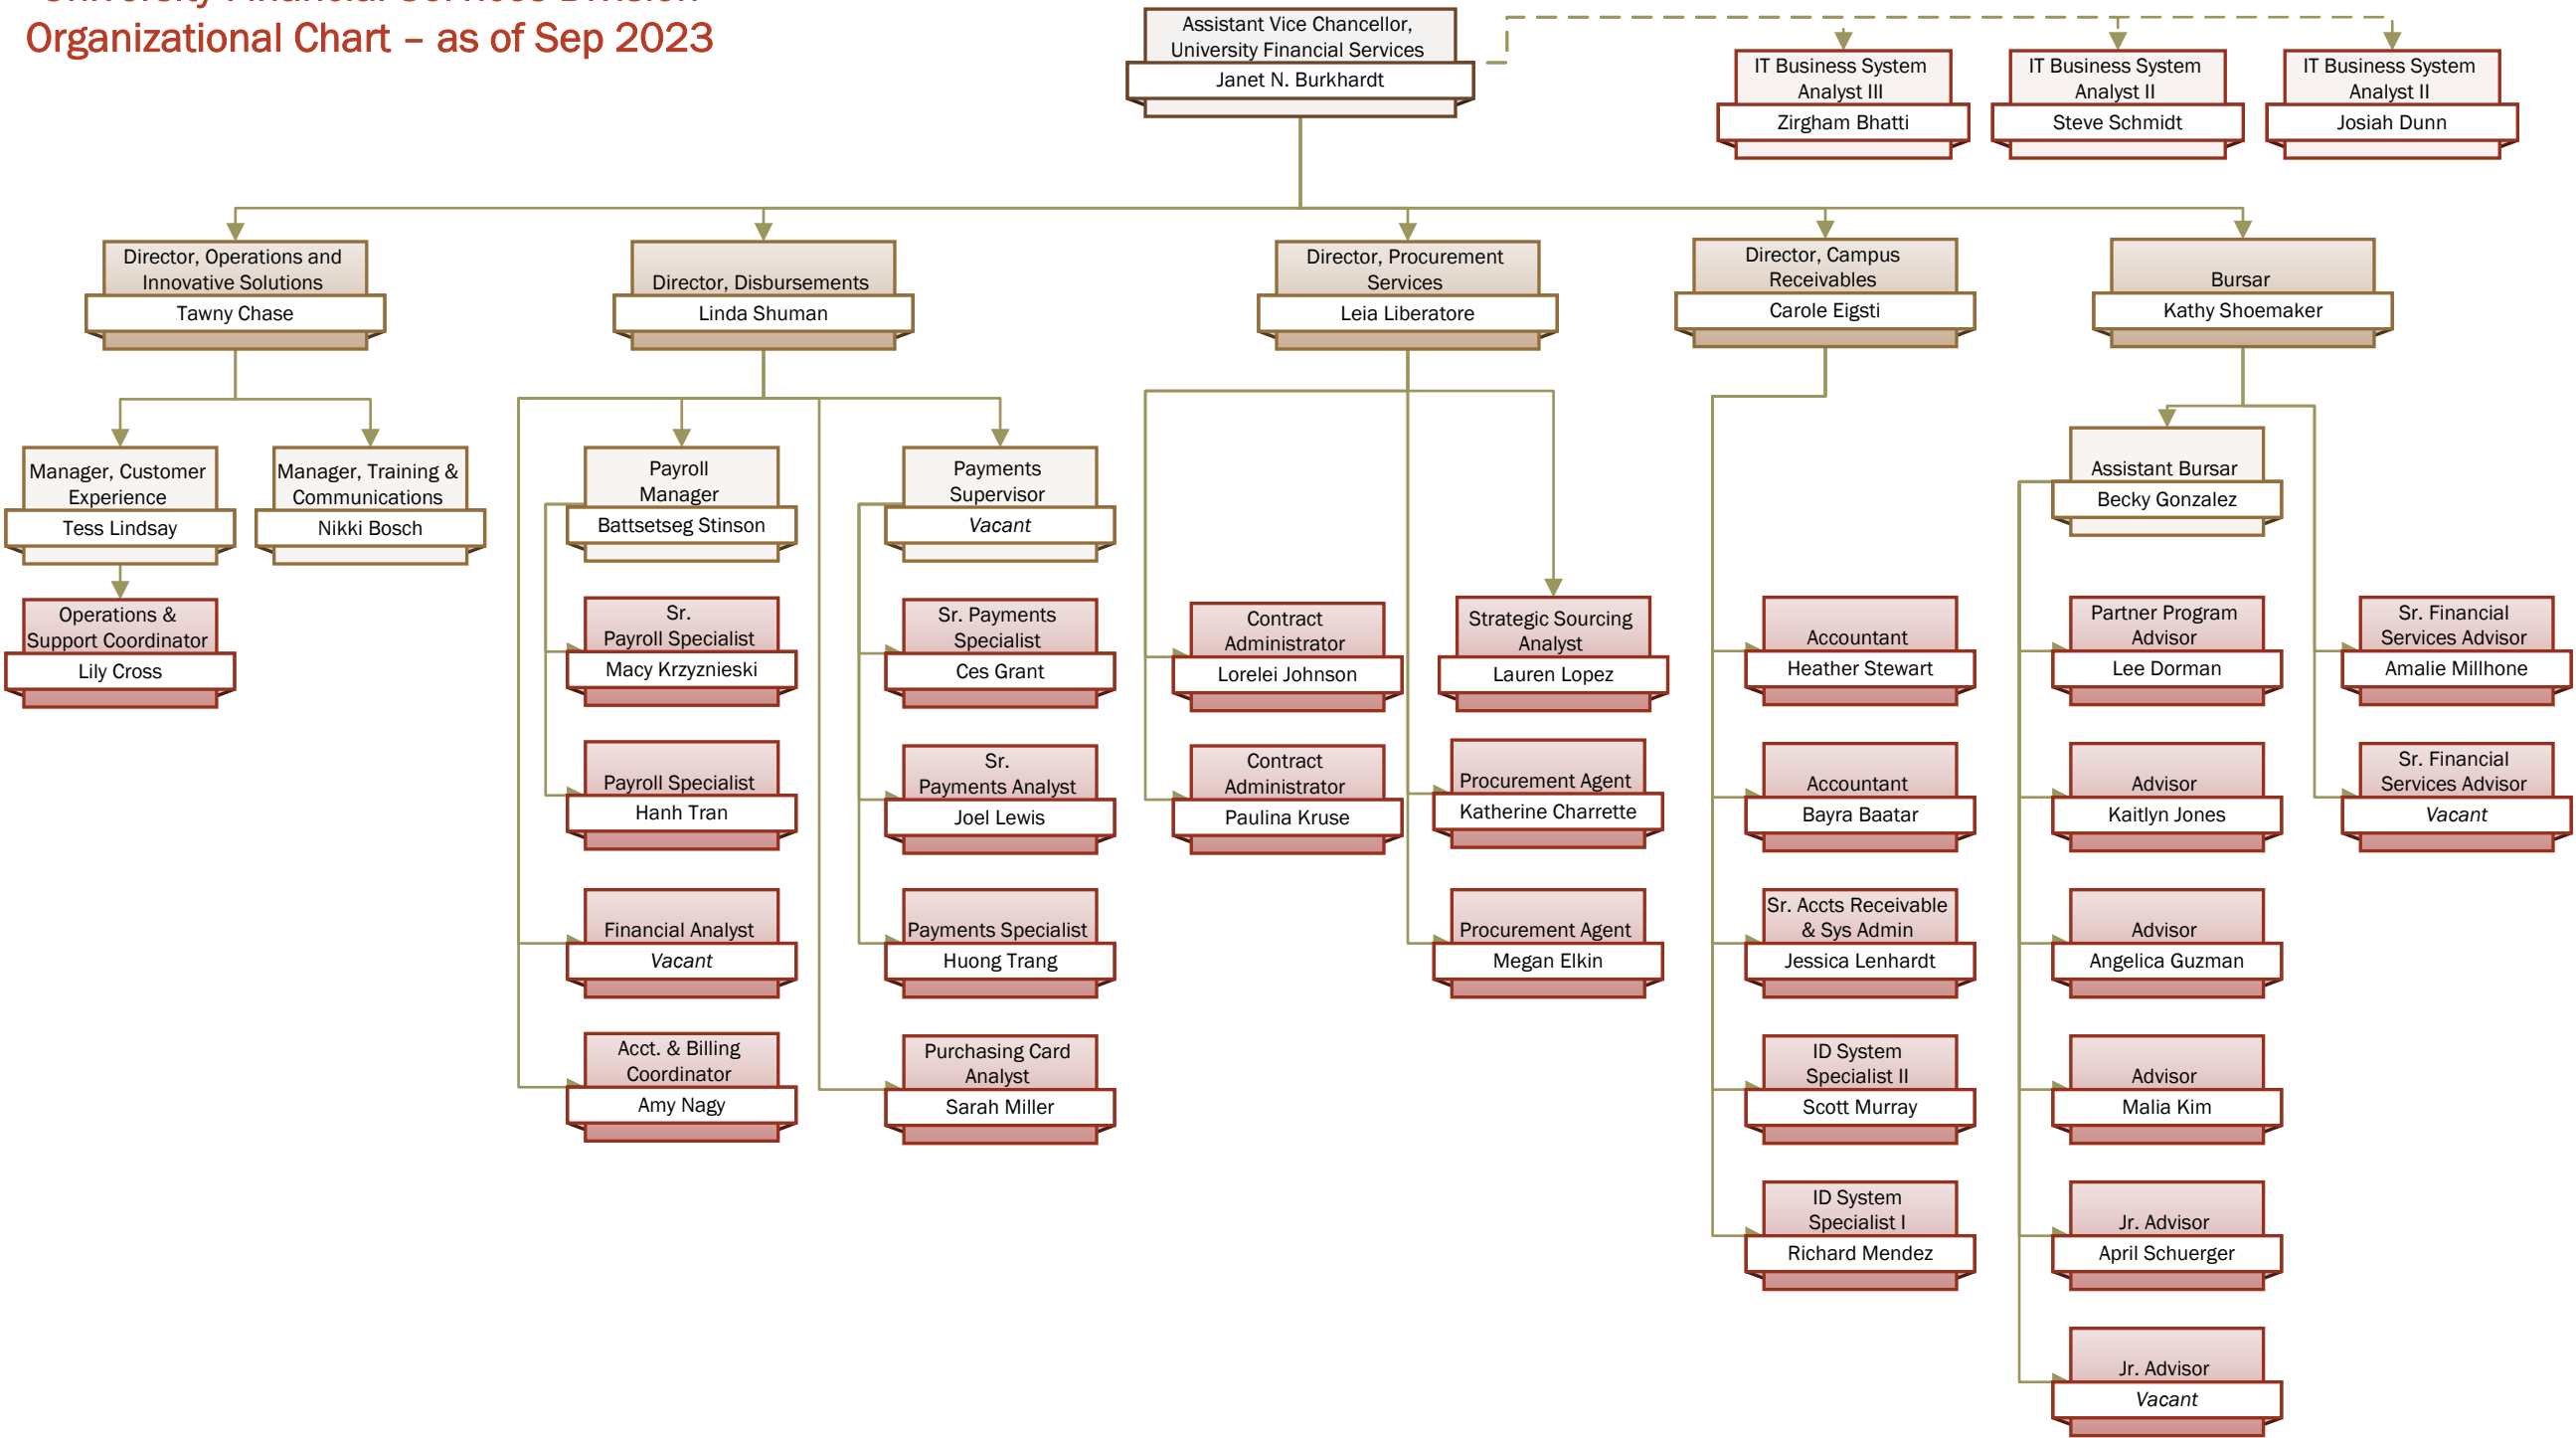 University Financial Services Division
Organizational Chart – as of Sep 2023
Assistant Vice Chancellor,
University Financial Services
Janet N. Burkhardt
IT Business System
Analyst III
Zirgham Bhatti
IT Business System
Analyst II
Steve Schmidt
IT Business System
Analyst II
Josiah Dunn
Director, Operations and
Innovative Solutions
Tawny Chase
Director, Disbursements
Linda Shuman
Director, Procurement
Services
Leia Liberatore
Director, Campus
Receivables
Carole Eigsti
Bursar
Kathy Shoemaker
Manager, Customer
Experience
Tess Lindsay
Manager, Training &
Communications
Nikki Bosch
Operations &
Support Coordinator
Lily Cross
Payroll
Manager
Battsetseg Stinson
Sr.
Payroll Specialist
Macy Krzyznieski
Payroll Specialist
Hanh Tran
Financial Analyst
Vacant
Acct. & Billing
Coordinator
Amy Nagy
Payments
Supervisor
Vacant
Sr. Payments
Specialist
Ces Grant
Sr.
Payments Analyst
Joel Lewis
Payments Specialist
Huong Trang
Purchasing Card
Analyst
Sarah Miller
Contract
Administrator
Lorelei Johnson
Contract
Administrator
Paulina Kruse
Strategic Sourcing
Analyst
Lauren Lopez
Procurement Agent
Katherine Charrette
Procurement Agent
Megan Elkin
Accountant
Heather Stewart
Accountant
Bayra Baatar
Sr. Accts Receivable
& Sys Admin
Jessica Lenhardt
ID System
Specialist II
Scott Murray
ID System
Specialist I
Richard Mendez
Assistant Bursar
Becky Gonzalez
Partner Program
Advisor
Lee Dorman
Advisor
Kaitlyn Jones
Advisor
Angelica Guzman
Advisor
Malia Kim
Jr. Advisor
April Schuerger
Jr. Advisor
Vacant
Sr. Financial
Services Advisor
Amalie Millhone
Sr. Financial
Services Advisor
Vacant